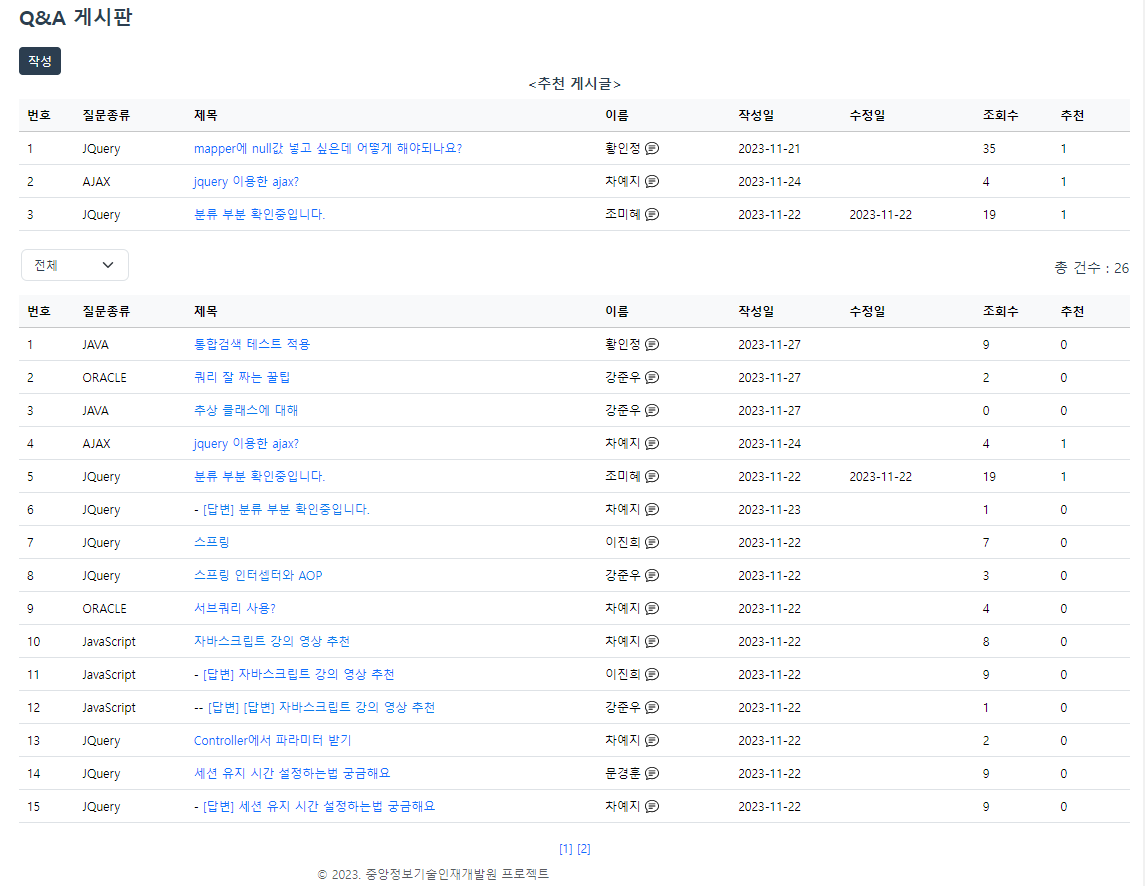 Q&A 게시판
작성
<추천 게시글>
번호 질문종류 제목 이름 작성일 수정일 조회수 추천
1 JQuery mapper에 null값 넣고 싶은데 어떻게 해야되나요? 황인정 2023-11-21 35 1
2 AJAX jquery 이용한 ajax? 차예지 2023-11-24 4 1
3 JQuery 분류 부분 확인중입니다. 조미혜 2023-11-22 2023-11-22 19 1
전체 총 건수 : 26
번호 질문종류 제목 이름 작성일 수정일 조회수 추천
1 JAVA 통합검색 테스트 적용 황인정 2023-11-27 9 0
2 ORACLE 쿼리 잘 짜는 꿀팁 강준우 2023-11-27 2 0
3 JAVA 추상 클래스에 대해 강준우 2023-11-27 0 0
4 AJAX jquery 이용한 ajax? 차예지 2023-11-24 4 1
5 JQuery 분류 부분 확인중입니다. 조미혜 2023-11-22 2023-11-22 19 1
6 JQuery - [답변] 분류 부분 확인중입니다. 차예지 2023-11-23 1 0
7 JQuery 스프링 이진희 2023-11-22 7 0
8 JQuery 스프링 인터셉터와 AOP 강준우 2023-11-22 3 0
9 ORACLE 서브쿼리 사용? 차예지 2023-11-22 4 0
10 JavaScript 자바스크립트 강의 영상 추천 차예지 2023-11-22 8 0
11 JavaScript - [답변] 자바스크립트 강의 영상 추천 이진희 2023-11-22 9 0
12 JavaScript -- [답변] [답변] 자바스크립트 강의 영상 추천 강준우 2023-11-22 1 0
13 JQuery Controller에서 파라미터 받기 차예지 2023-11-22 2 0
14 JQuery 세션 유지 시간 설정하는법 궁금해요 문경훈 2023-11-22 9 0
15 JQuery - [답변] 세션 유지 시간 설정하는법 궁금해요 차예지 2023-11-22 9 0
[1] [2]
© 2023. 중앙정보기술인재개발원 프로젝트